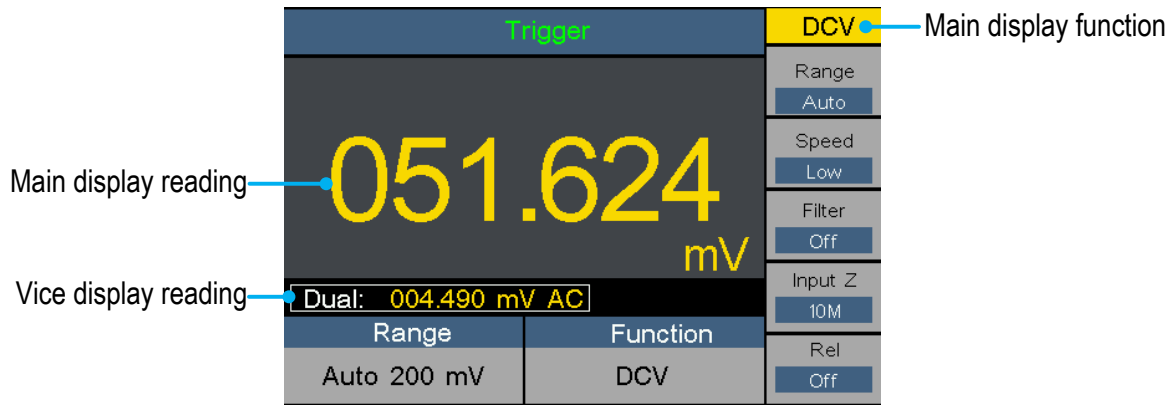 Trigger
DCV
Main display function
Range
Auto
Speed
Low
Main display reading
051.624
mV
Filter
Off
Input Z
10M
Vice display reading
Dual: 004.490 mV AC
Range
Function
Auto 200 mV
DCV
Rel
Off